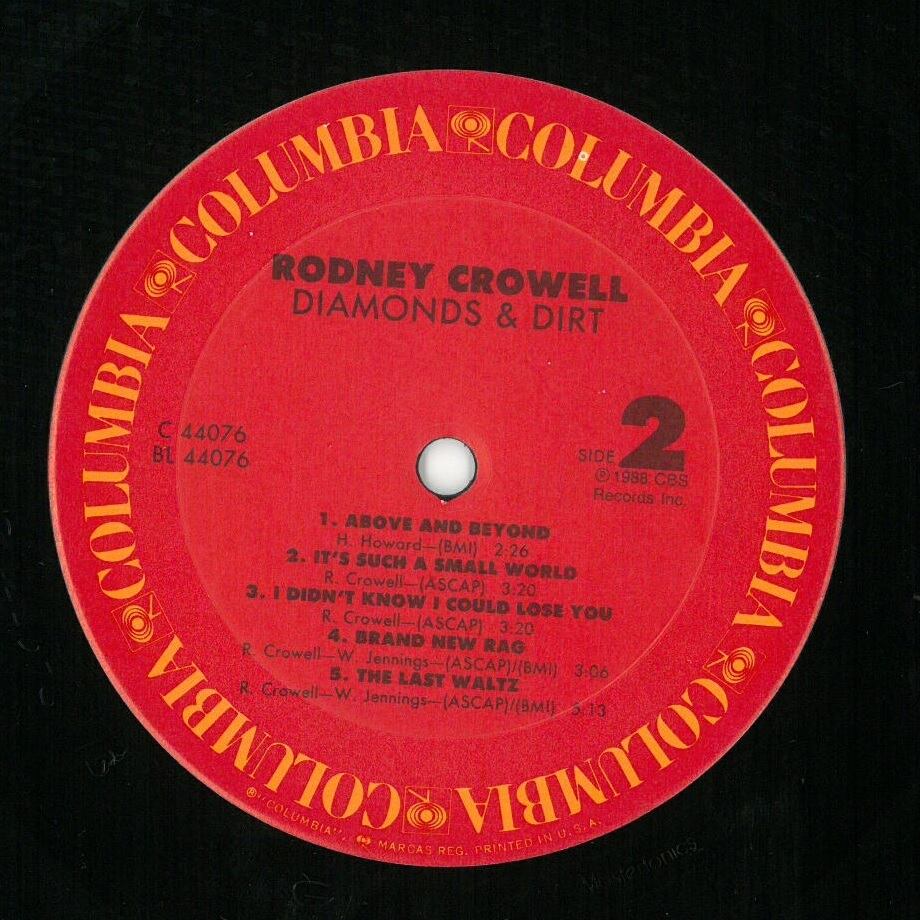 COLUMBIA COLUMBIA COLUMBIA COLUMBIA COLUMBIA COLUMBIA COLUMBIA COLUMBIA
RODNEY CROWELL
DIAMONDS & DIRT
C 44076
BL 44076
SIDE 2
℗ 1988 CBS
Records Inc.
1. ABOVE AND BEYOND
H. Howard—(BMI) 2:26
2. IT'S SUCH A SMALL WORLD
R. Crowell—(ASCAP) 3:20
3. I DIDN'T KNOW I COULD LOSE YOU
R. Crowell—(ASCAP) 3:20
4. BRAND NEW RAG
R. Crowell—W. Jennings—(ASCAP)/(BMI) 3:06
5. THE LAST WALTZ
R. Crowell—W. Jennings—(ASCAP)/(BMI) 5:13
® "COLUMBIA", MARCAS REG. PRINTED IN U.S.A.